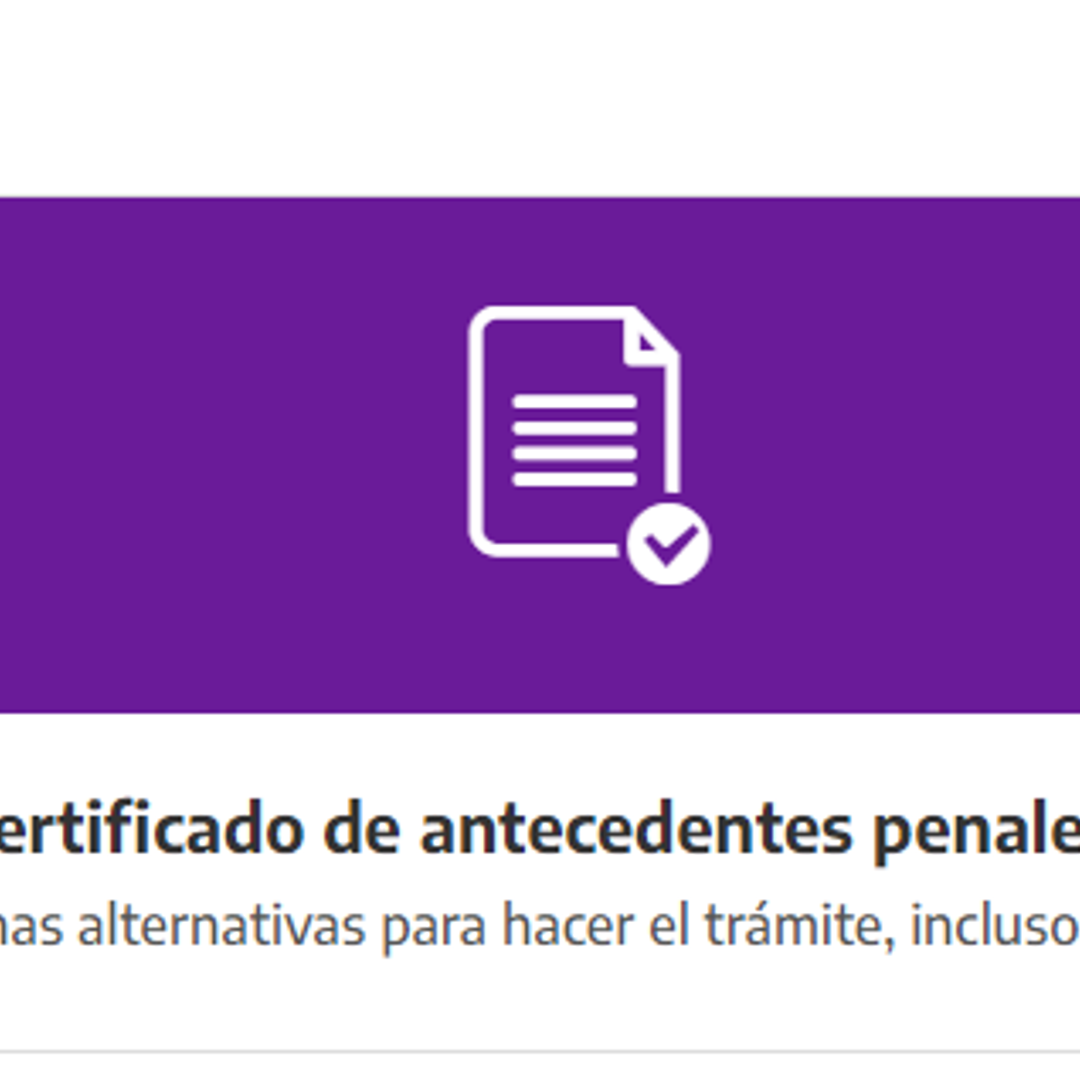 ertificado de antecedentes penale
nas alternativas para hacer el trámite, incluso